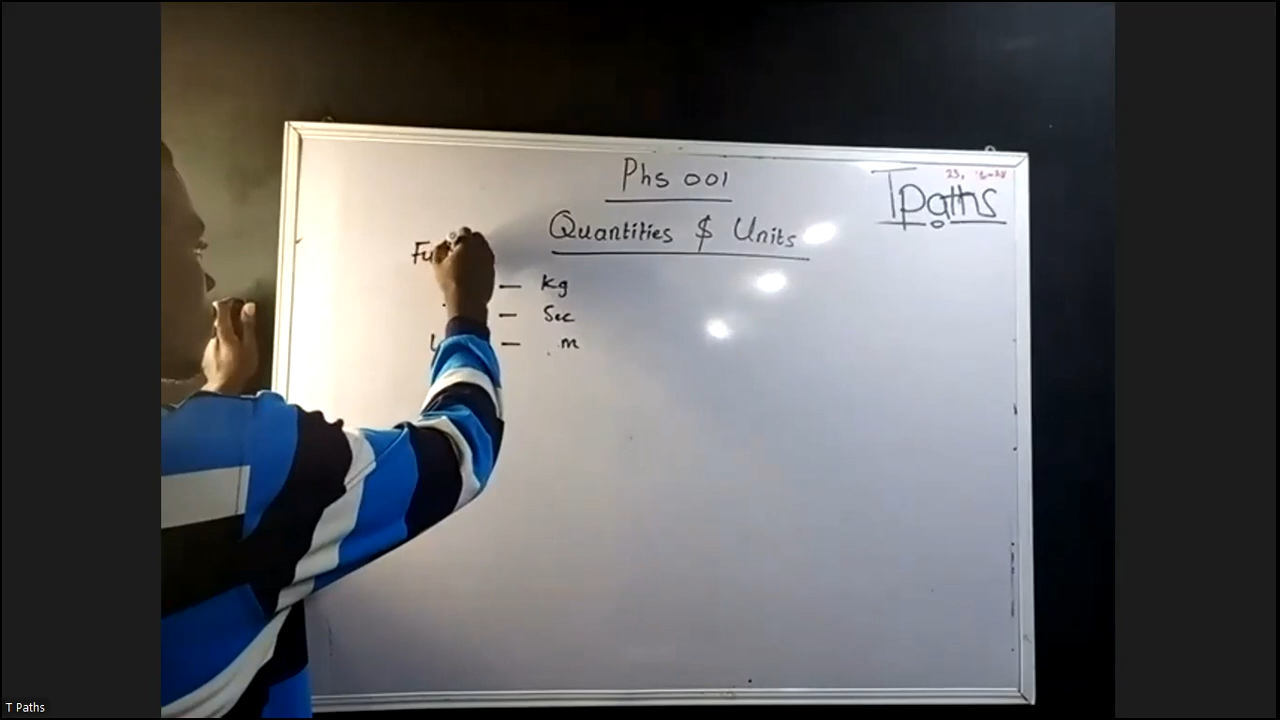 Phs 001
Tpaths
Quantities $ Units
Fu
— Kg
— Sec
— m
T Paths